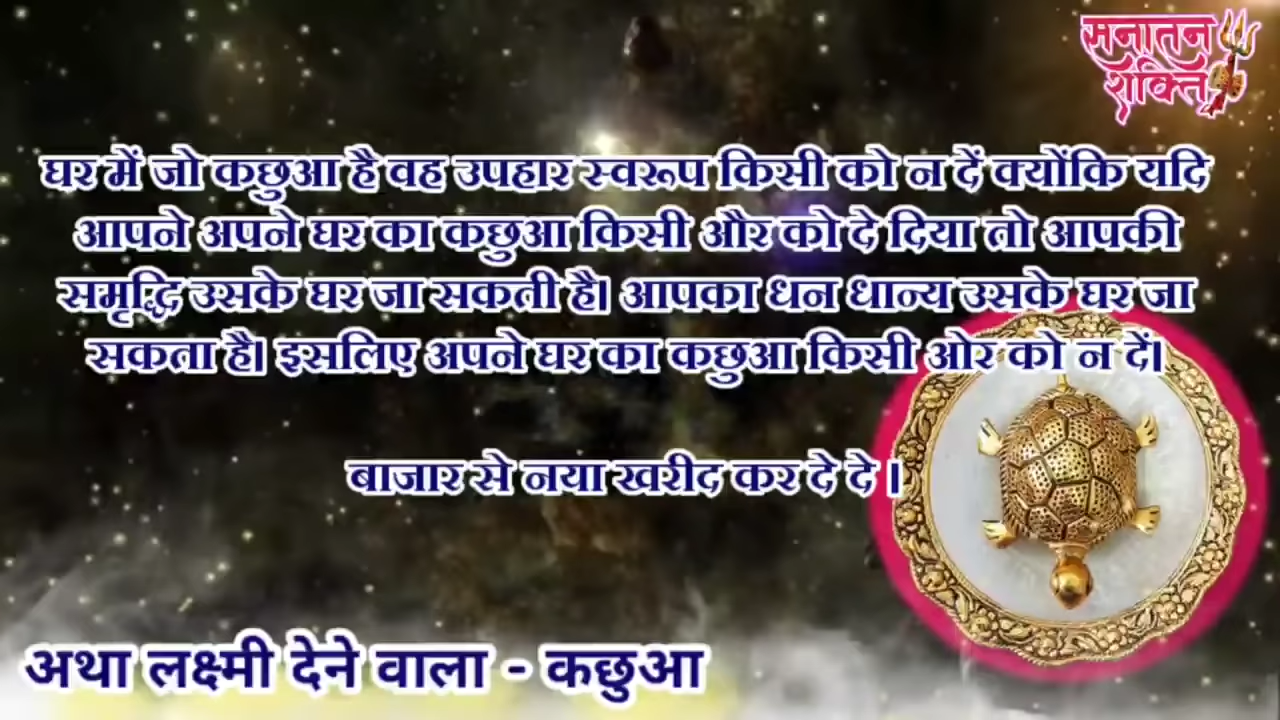 सनातन
शक्ति
घर में जो कछुआ है वह उपहार स्वरूप किसी को न दें क्योंकि यदि
आपने अपने घर का कछुआ किसी और को दे दिया तो आपकी
समृद्धि उसके घर जा सकती है। आपका धन धान्य उसके घर जा
सकता है। इसलिए अपने घर का कछुआ किसी ओर को न दें।
बाजार से नया खरीद कर दे दे ।
अथा लक्ष्मी देने वाला - कछुआ